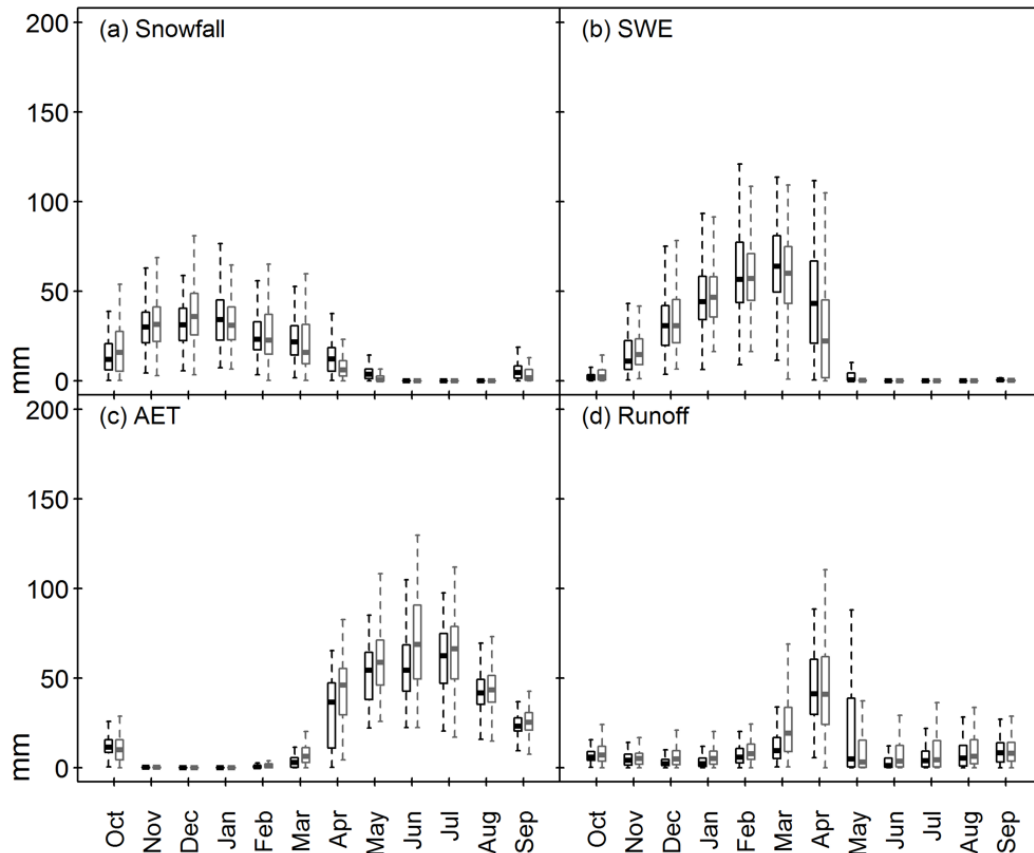 (a) Snowfall
(b) SWE
200
150
100
50
0
mm
(c) AET
(d) Runoff
200
150
100
50
0
mm
Oct Nov Dec Jan Feb Mar Apr May Jun Jul Aug Sep
Oct Nov Dec Jan Feb Mar Apr May Jun Jul Aug Sep